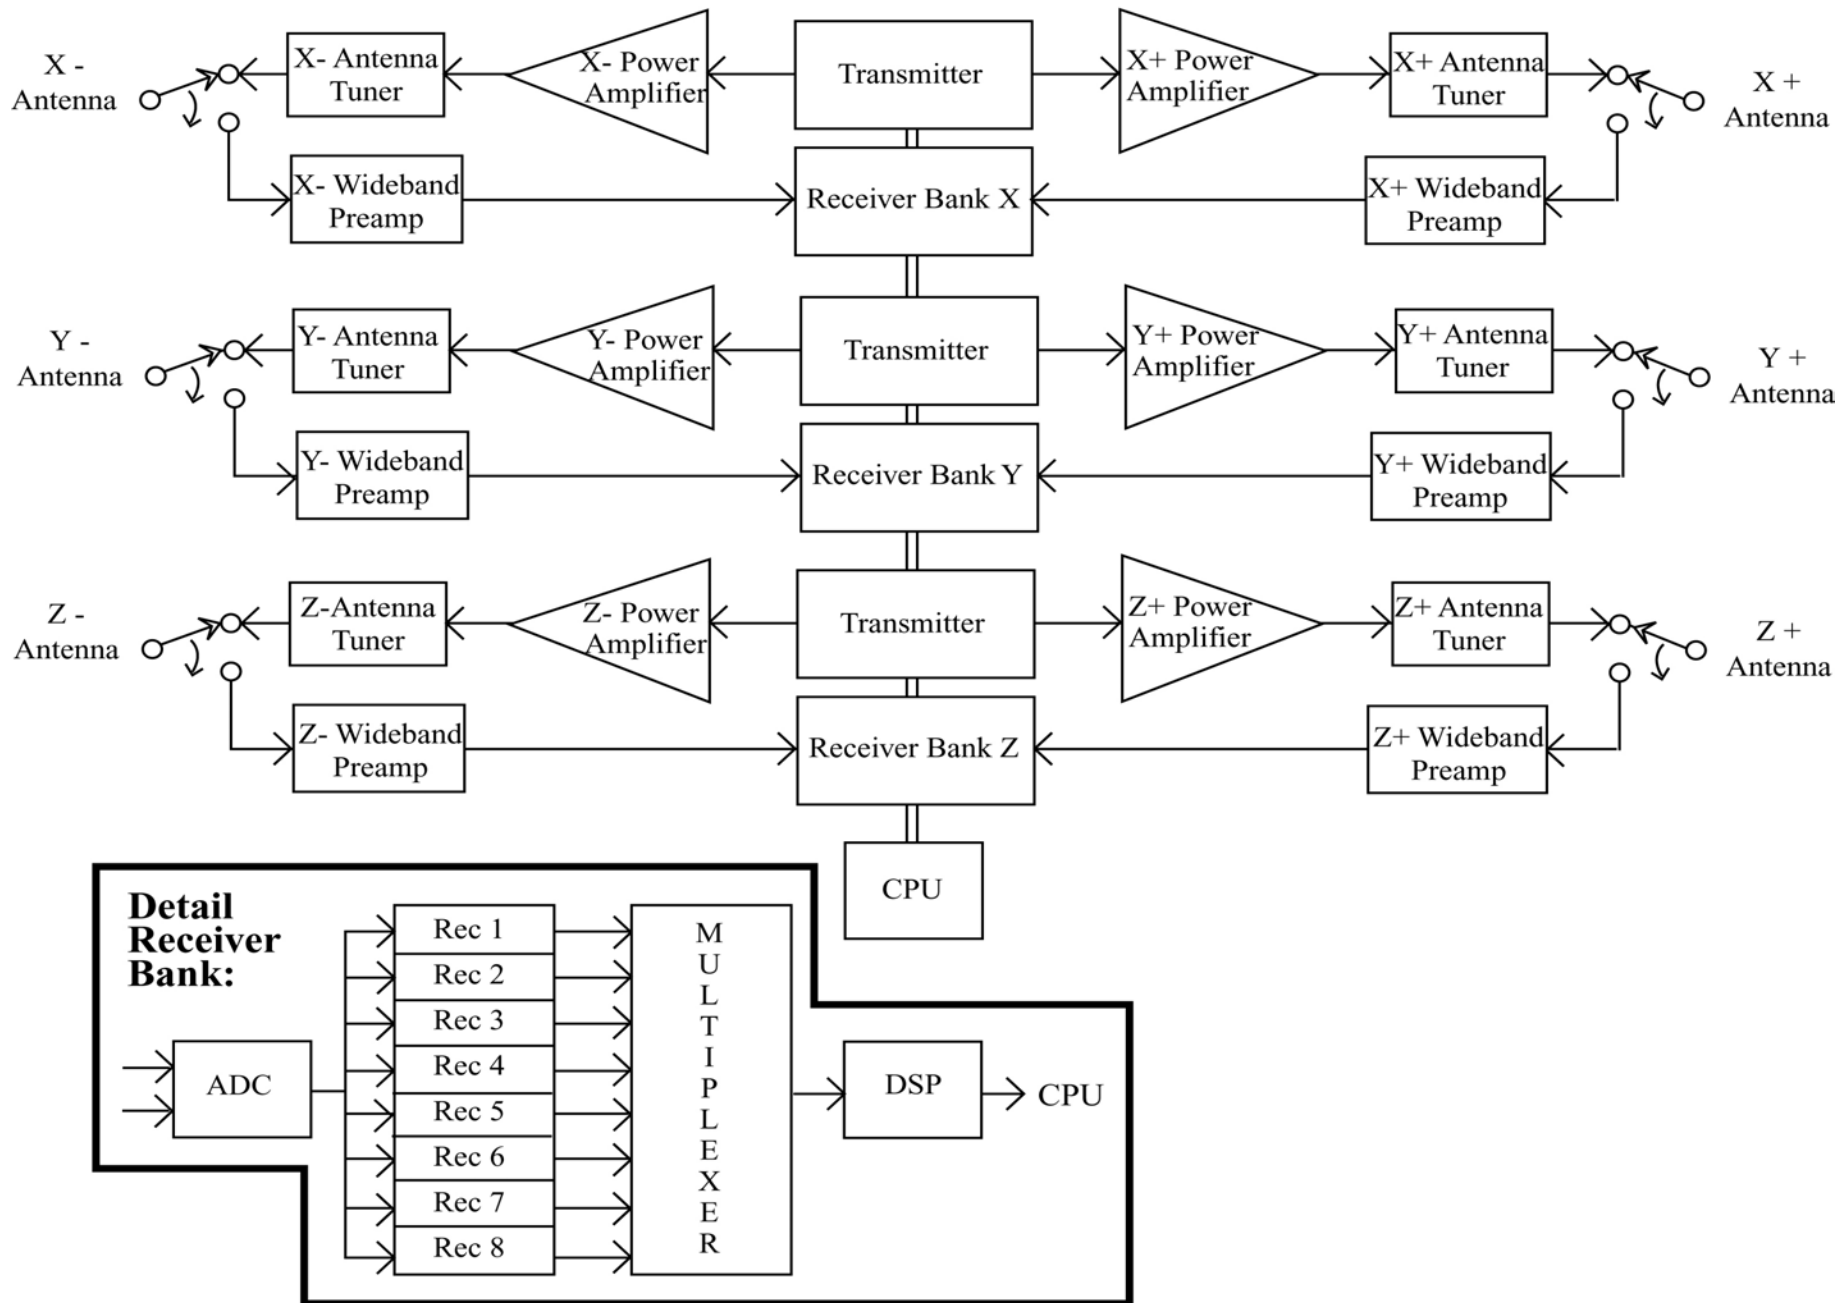 X -
Antenna
X- Antenna
Tuner
X- Power
Amplifier
Transmitter
X+ Power
Amplifier
X+ Antenna
Tuner
X +
Antenna
X- Wideband
Preamp
Receiver Bank X
X+ Wideband
Preamp
Y -
Antenna
Y- Antenna
Tuner
Y- Power
Amplifier
Transmitter
Y+ Power
Amplifier
Y+ Antenna
Tuner
Y +
Antenna
Y- Wideband
Preamp
Receiver Bank Y
Y+ Wideband
Preamp
Z -
Antenna
Z-Antenna
Tuner
Z- Power
Amplifier
Transmitter
Z+ Power
Amplifier
Z+ Antenna
Tuner
Z +
Antenna
Z- Wideband
Preamp
Receiver Bank Z
Z+ Wideband
Preamp
CPU
Detail
Receiver
Bank:
ADC
Rec 1
Rec 2
Rec 3
Rec 4
Rec 5
Rec 6
Rec 7
Rec 8
MULTIPLEXER
DSP
CPU